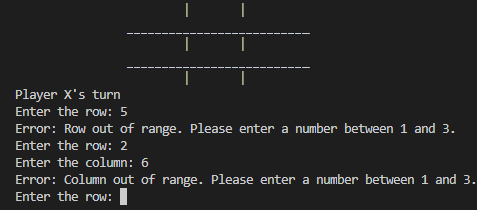 |       |
__________________________
|       |
__________________________
|       |
Player X's turn
Enter the row: 5
Error: Row out of range. Please enter a number between 1 and 3.
Enter the row: 2
Enter the column: 6
Error: Column out of range. Please enter a number between 1 and 3.
Enter the row: